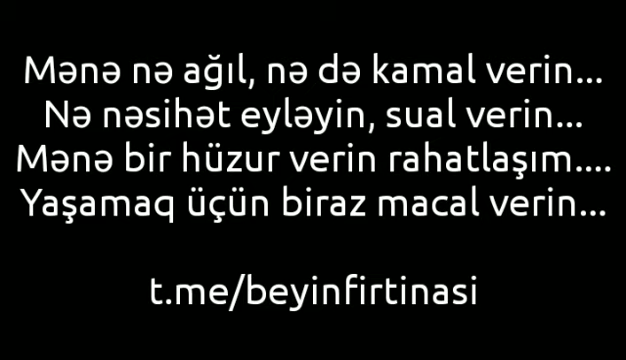 Mənə nə ağıl, nə də kamal verin...
Nə nəsihət eyləyin, sual verin...
Mənə bir hüzur verin rahatlaşım....
Yaşamaq üçün biraz macal verin...
t.me/beyinfirtinasi